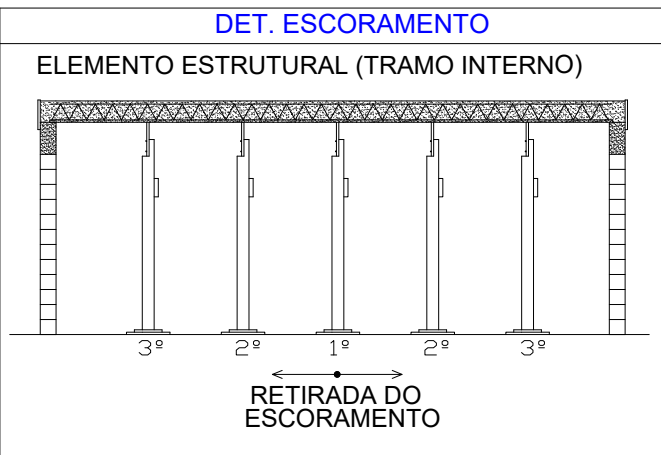 DET. ESCORAMENTO
ELEMENTO ESTRUTURAL (TRAMO INTERNO)
3º 2º 1º 2º 3º
RETIRADA DO
ESCORAMENTO